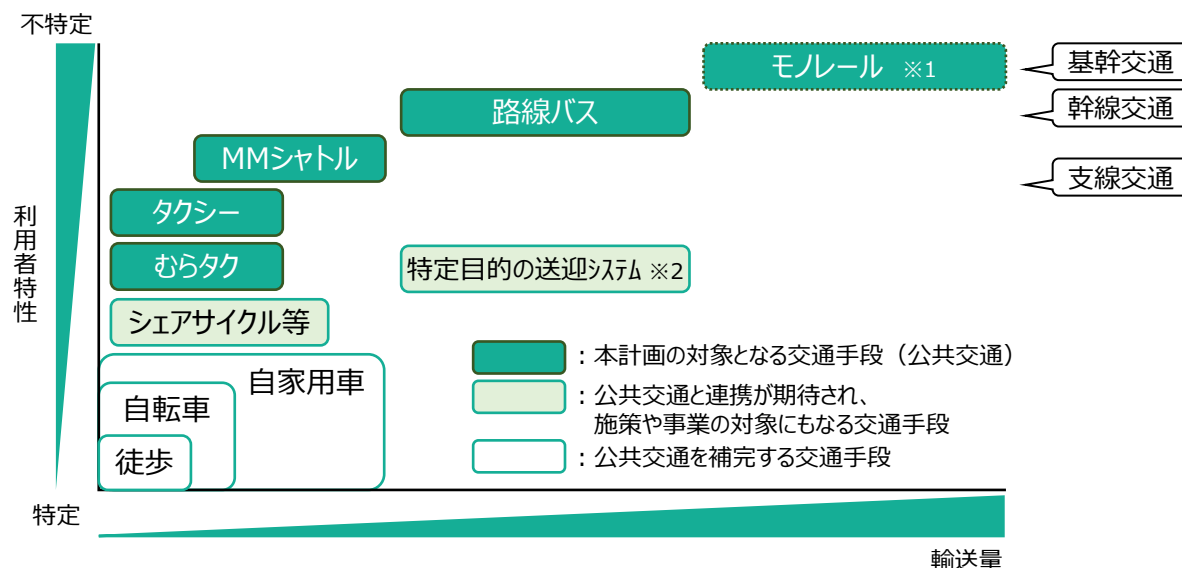 不特定
モノレール ※1
基幹交通
路線バス
幹線交通
MMシャトル
支線交通
タクシー
利用者特性
むらタク
特定目的の送迎システム ※2
シェアサイクル等
：本計画の対象となる交通手段（公共交通）
自家用車
：公共交通と連携が期待され、
施策や事業の対象にもなる交通手段
自転車
：公共交通を補完する交通手段
徒歩
特定
輸送量